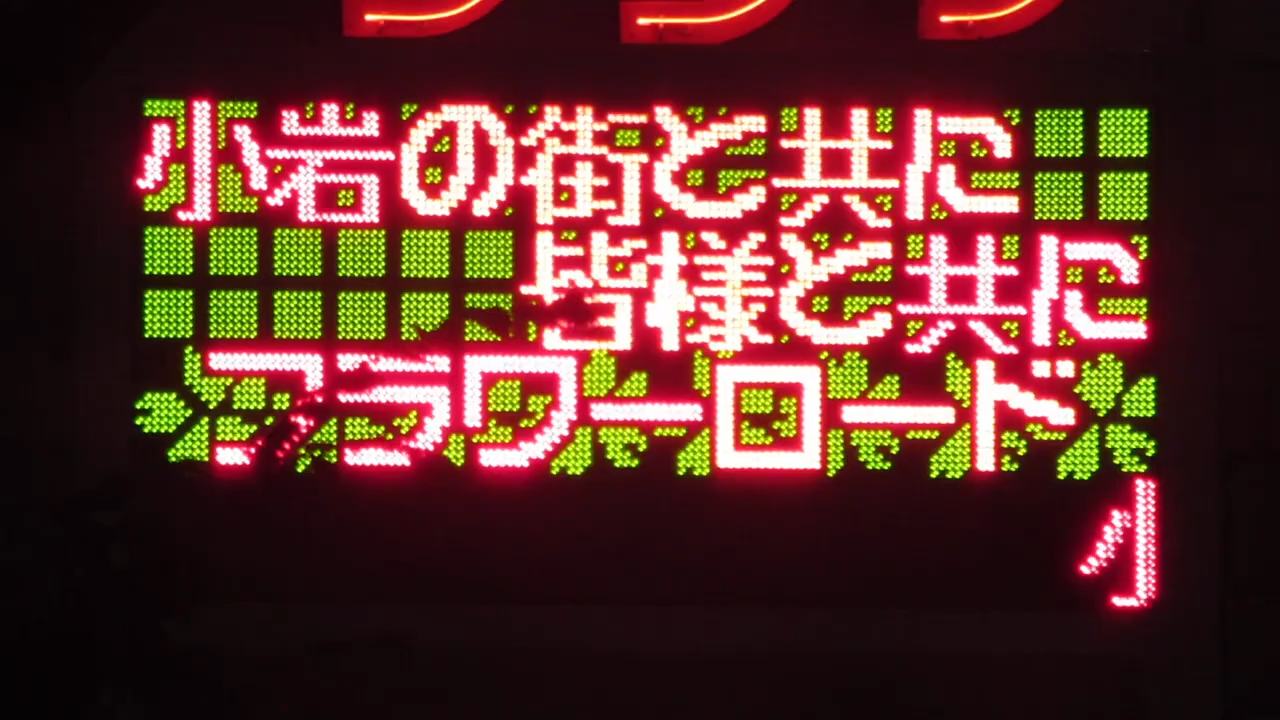 小岩の街と共に
皆様と共に
フラワーロード
小